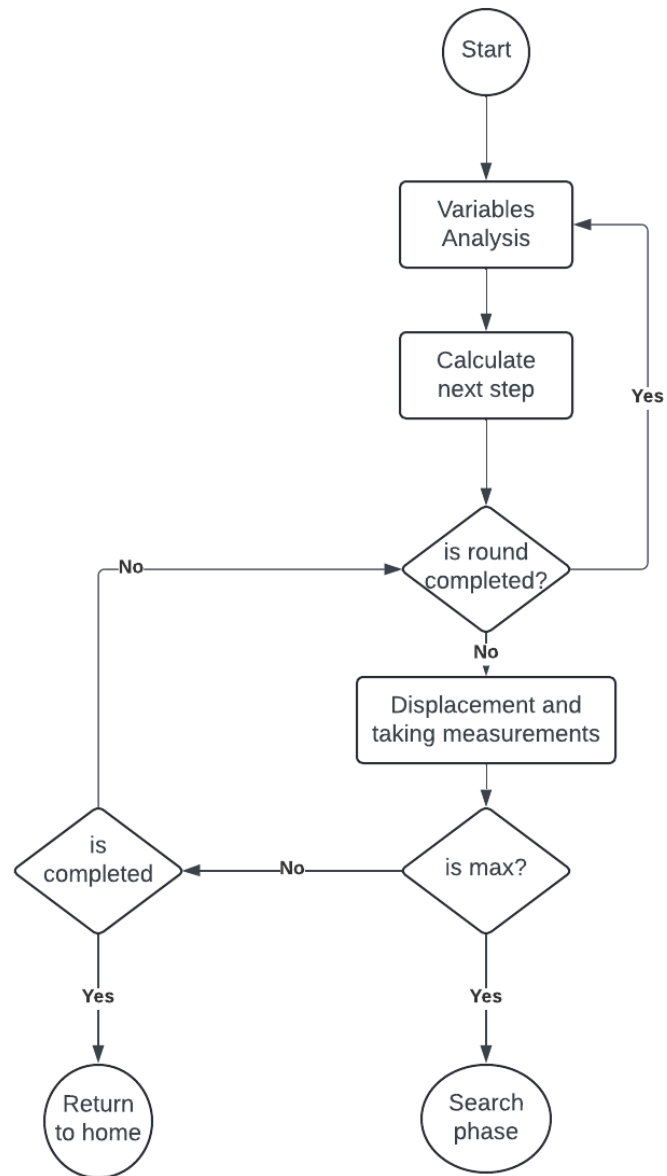 Start
Variables
Analysis
Calculate
next step
Yes
is round
completed?
No
No
Displacement and
taking measurements
is
completed
No
is max?
Yes
Yes
Return
to home
Search
phase